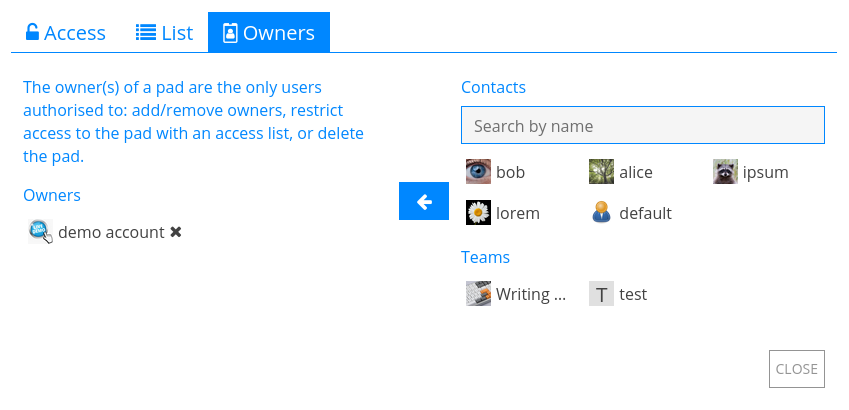 Access List Owners
The owner(s) of a pad are the only users
authorised to: add/remove owners, restrict
access to the pad with an access list, or delete
the pad.
Owners
demo account
Contacts
Search by name
bob alice ipsum
lorem default
Teams
Writing ... T test
CLOSE